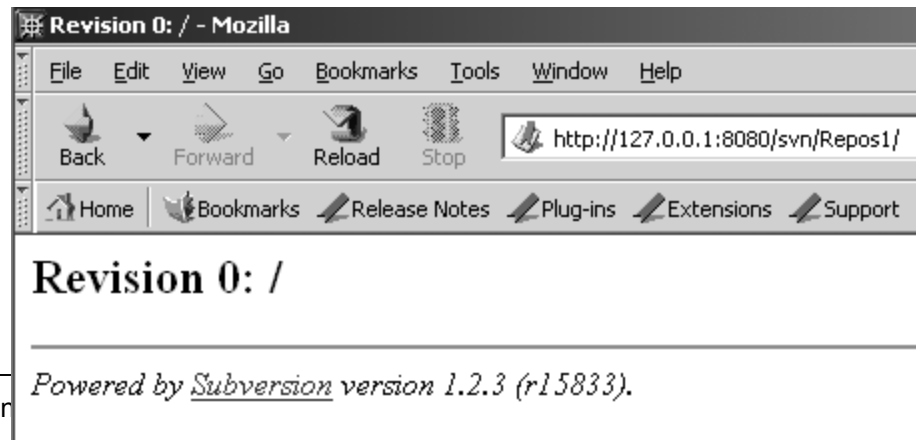 Revision 0: / - Mozilla
File Edit View Go Bookmarks Tools Window Help
Back Forward Reload Stop http://127.0.0.1:8080/svn/Repos1/
Home Bookmarks Release Notes Plug-ins Extensions Support
Revision 0: /
Powered by Subversion version 1.2.3 (r15833).